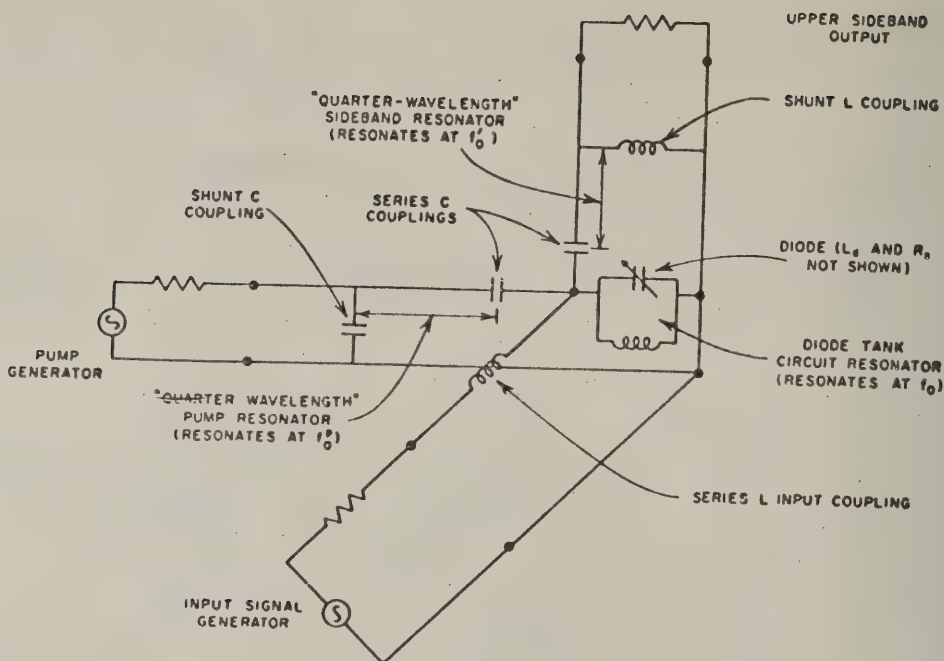 UPPER SIDEBAND
OUTPUT
"QUARTER-WAVELENGTH"
SIDEBAND RESONATOR
(RESONATES AT f₀′)
SHUNT L COUPLING
SHUNT C
COUPLING
SERIES C
COUPLINGS
DIODE (Ld AND Rs
NOT SHOWN)
PUMP
GENERATOR
DIODE TANK
CIRCUIT RESONATOR
(RESONATES AT f₀)
"QUARTER WAVELENGTH"
PUMP RESONATOR
(RESONATES AT f₀ᵖ)
SERIES L INPUT COUPLING
INPUT SIGNAL
GENERATOR